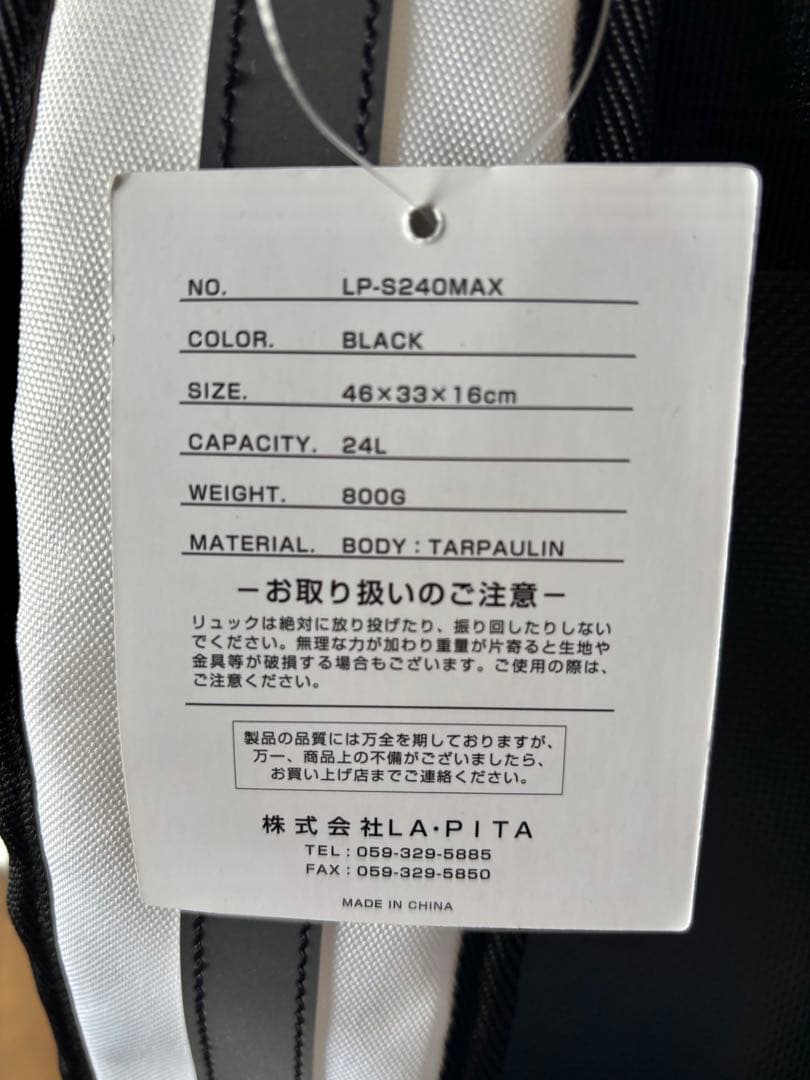 NO. LP-S240MAX
COLOR. BLACK
SIZE. 46×33×16cm
CAPACITY. 24L
WEIGHT. 800G
MATERIAL. BODY : TARPAULIN
－お取り扱いのご注意－
リュックは絶対に放り投げたり、振り回したりしない
でください。無理な力が加わり重量が片寄ると生地や
金具等が破損する場合もございます。ご使用の際は、
ご注意ください。
製品の品質には万全を期しておりますが、
万一、商品上の不備がございましたら、
お買い上げ店までご連絡ください。
株式会社LA・PITA
TEL : 059-329-5885
FAX : 059-329-5850
MADE IN CHINA